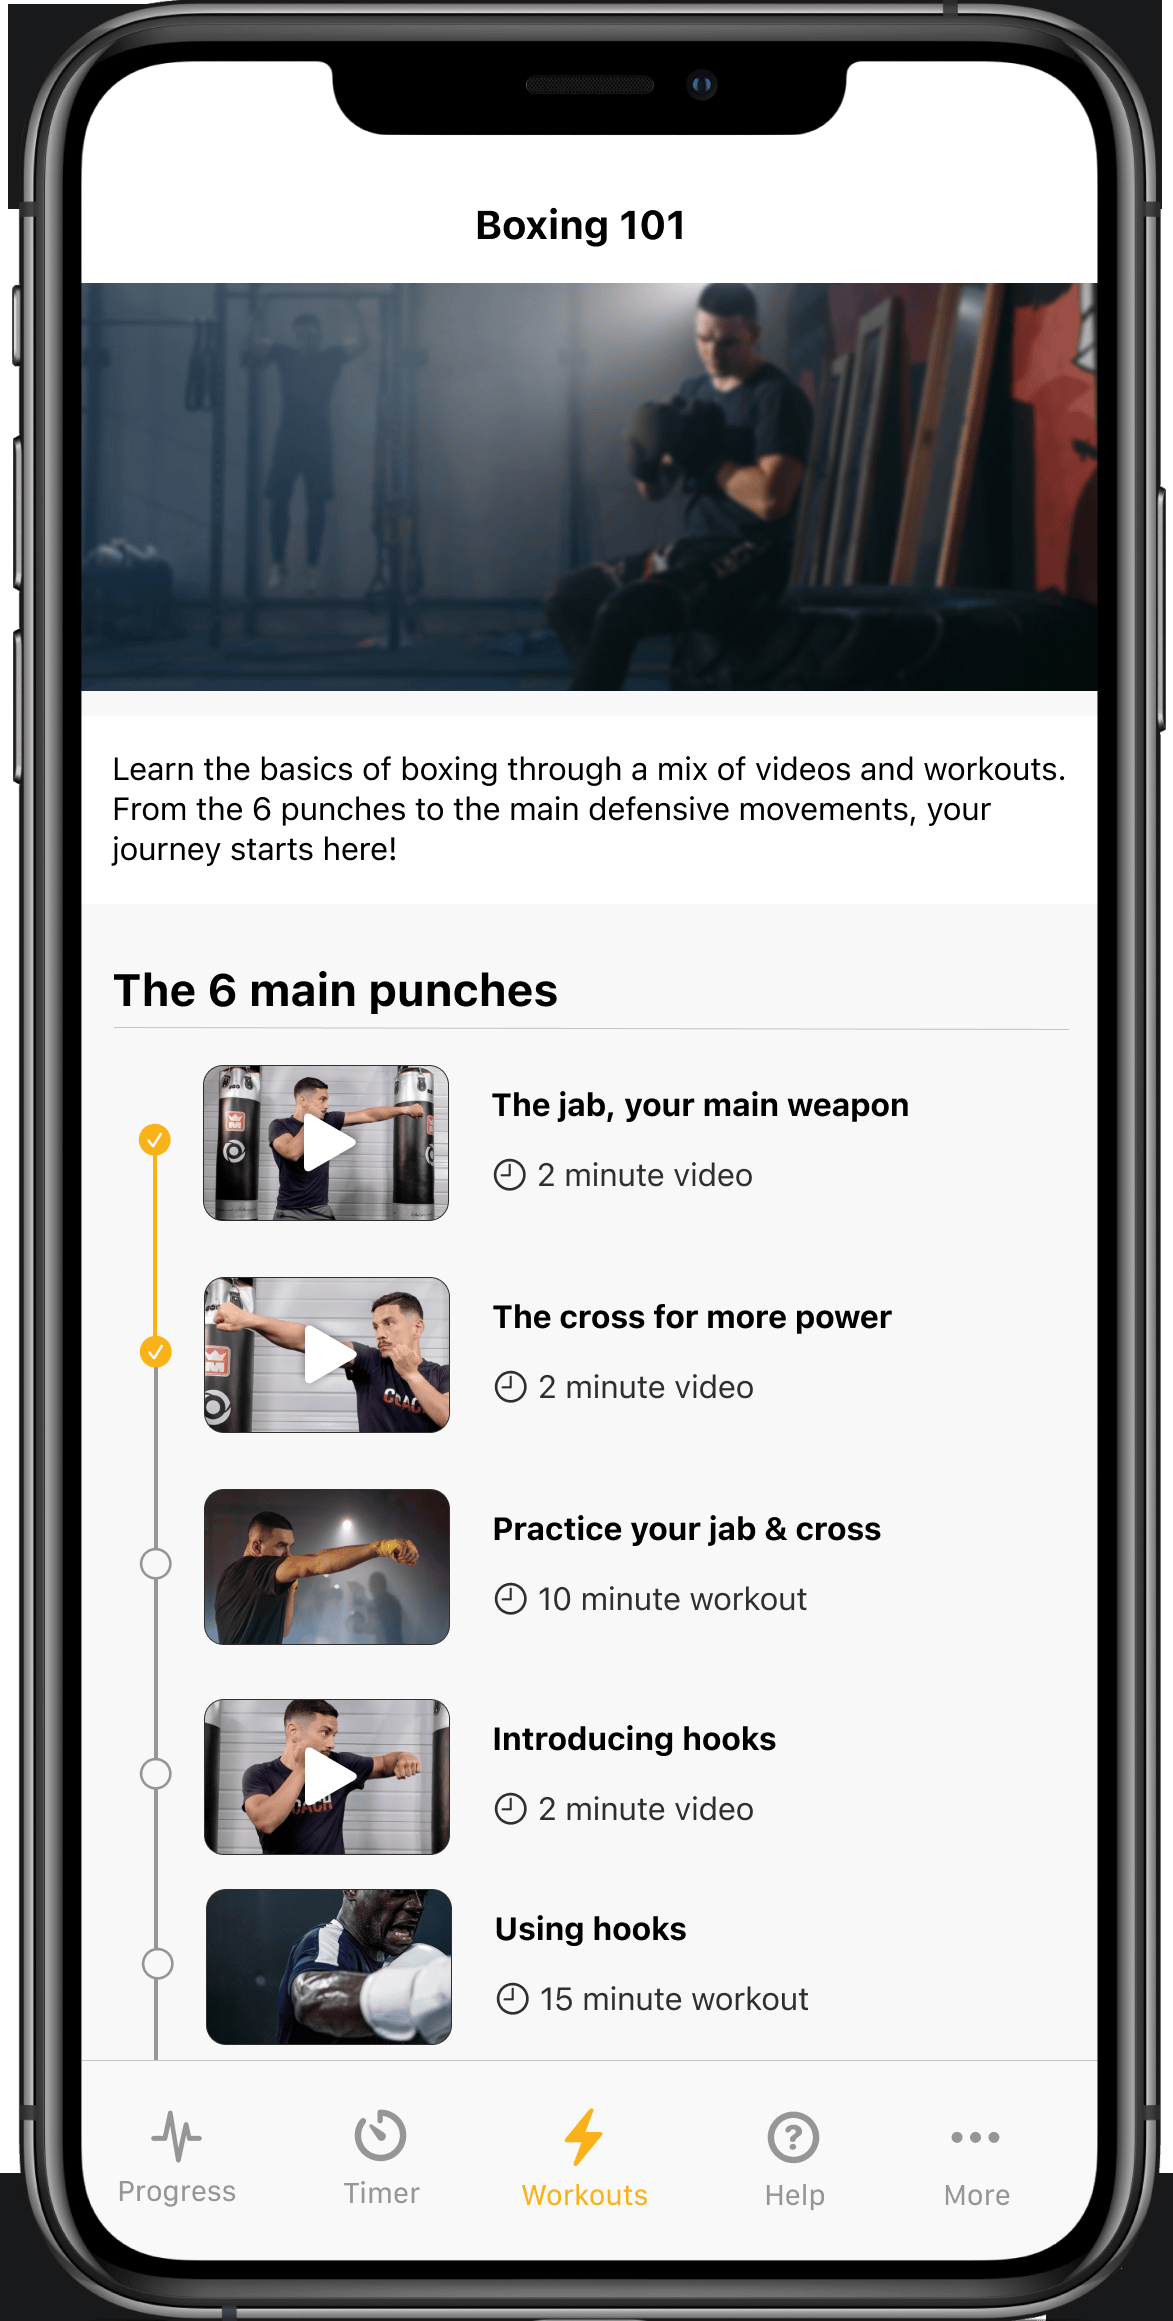 Boxing 101
Learn the basics of boxing through a mix of videos and workouts.
From the 6 punches to the main defensive movements, your
journey starts here!
The 6 main punches
The jab, your main weapon
2 minute video
The cross for more power
2 minute video
COAC
Practice your jab & cross
10 minute workout
Introducing hooks
2 minute video
COACH
Using hooks
15 minute workout
Progress
Timer
Workouts
Help
More